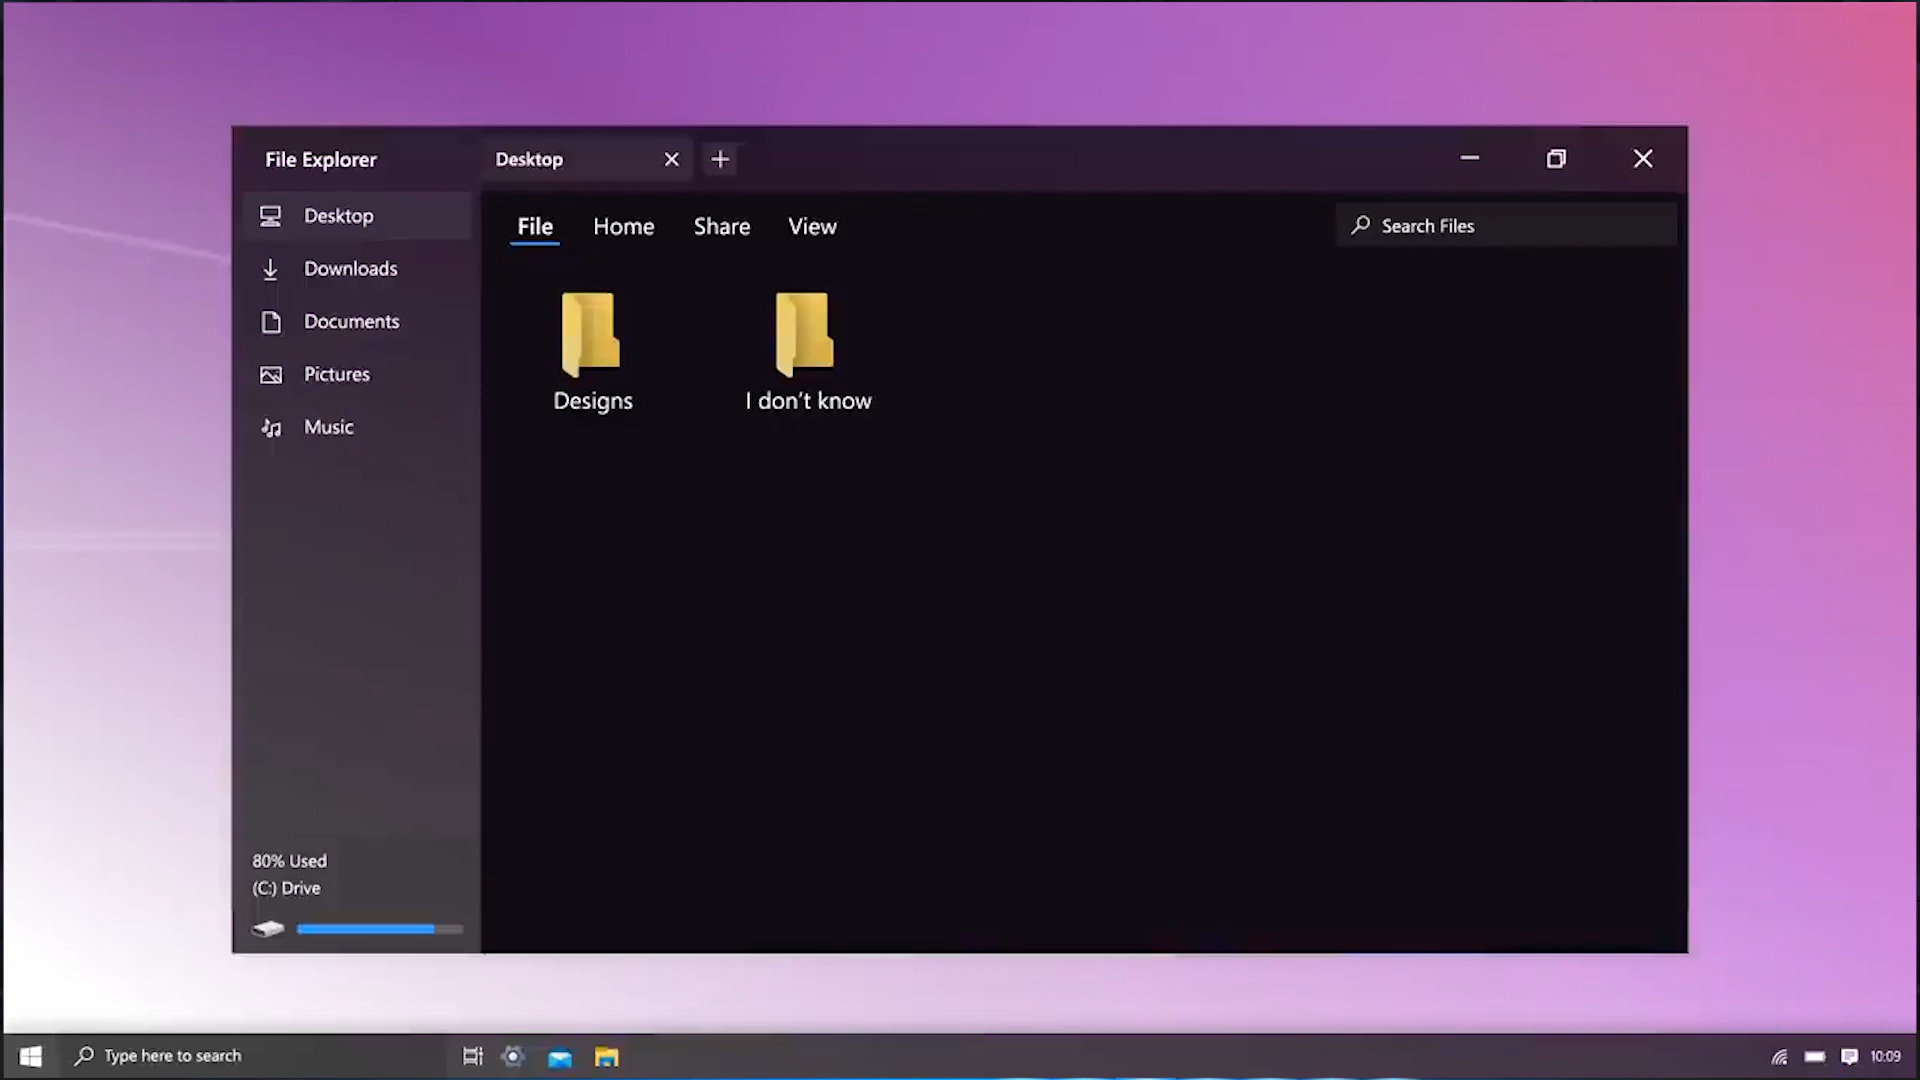 File Explorer
Desktop
Desktop
Downloads
Documents
Pictures
Music
File Home Share View
Search Files
Designs
I don’t know
80% Used
(C:) Drive
Type here to search
10:09